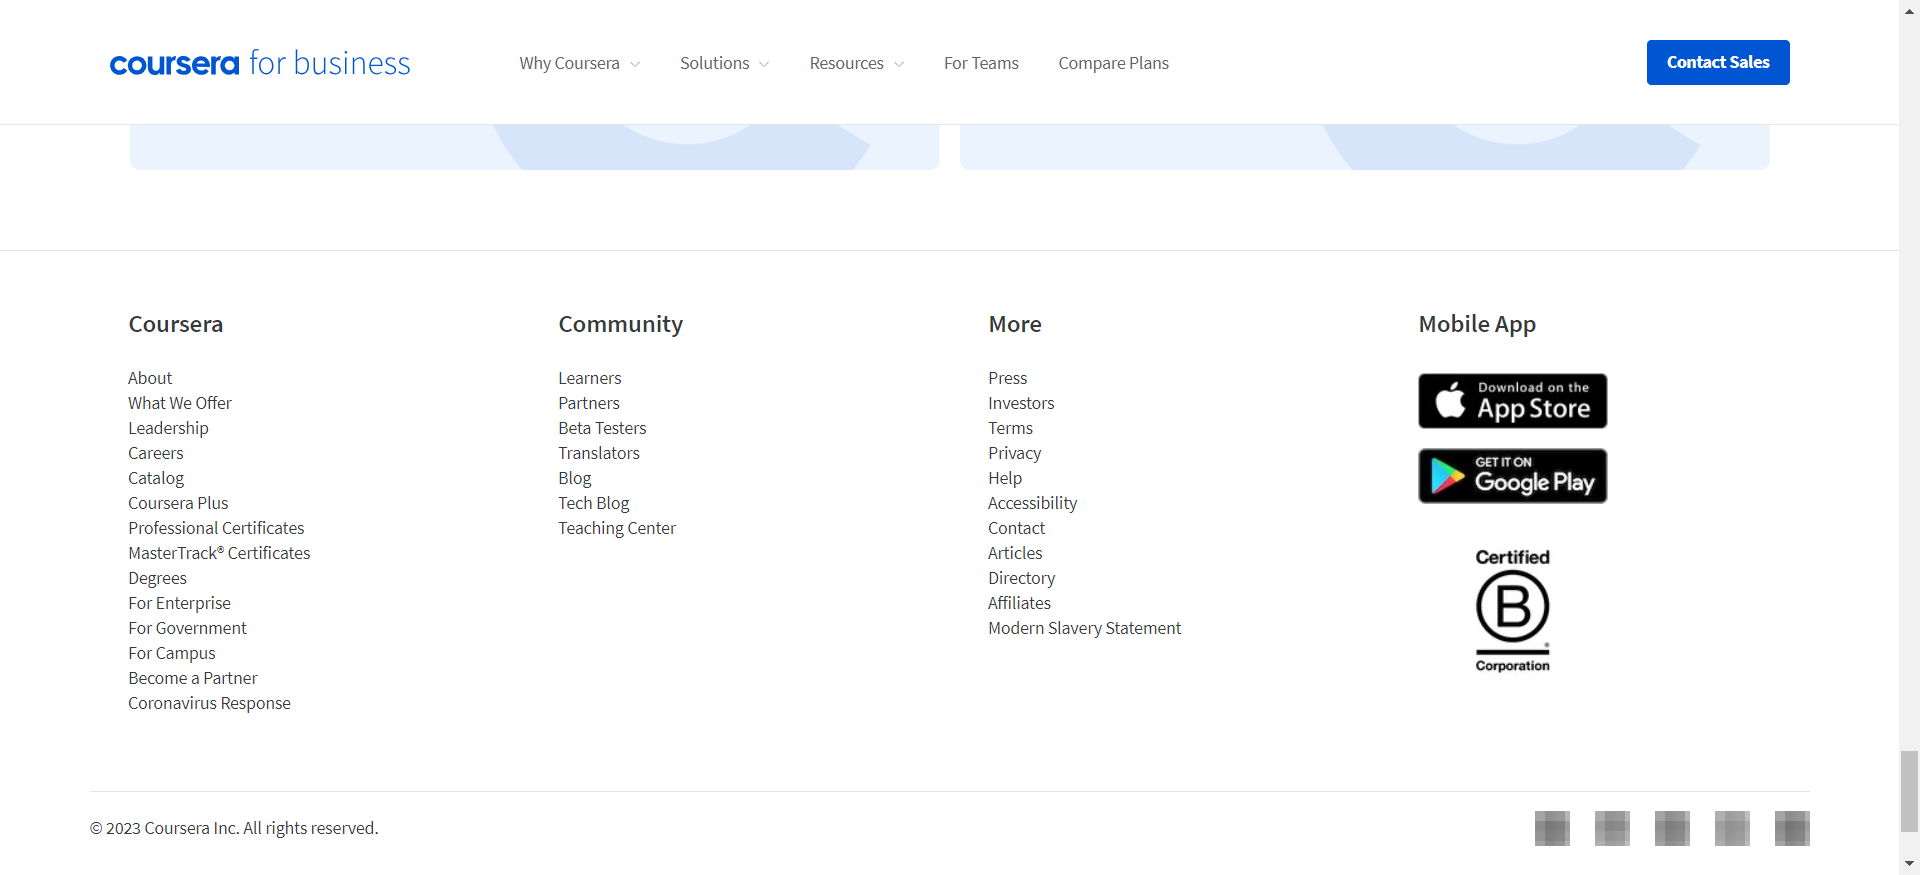 coursera for business
Why Coursera
Solutions
Resources
For Teams
Compare Plans
Contact Sales
Coursera
About
What We Offer
Leadership
Careers
Catalog
Coursera Plus
Professional Certificates
MasterTrack® Certificates
Degrees
For Enterprise
For Government
For Campus
Become a Partner
Coronavirus Response
Community
Learners
Partners
Beta Testers
Translators
Blog
Tech Blog
Teaching Center
More
Press
Investors
Terms
Privacy
Help
Accessibility
Contact
Articles
Directory
Affiliates
Modern Slavery Statement
Mobile App
Download on the
App Store
GET IT ON
Google Play
Certified
B
Corporation
© 2023 Coursera Inc. All rights reserved.